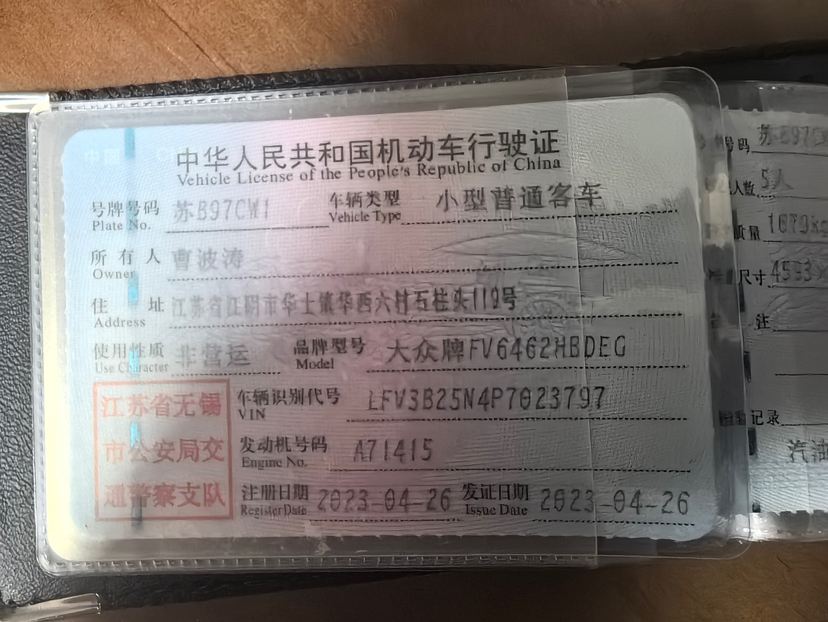 中华人民共和国机动车行驶证
Vehicle License of the People's Republic of China
号牌号码 苏B97CW1 车辆类型 小型普通客车
Plate No. Vehicle Type
所有人 曹波涛
Owner
住址 江苏省江阴市华士镇华西六村石柱头119号
Address
使用性质 非营运 品牌型号 大众牌FV6462HBDEG
Use Character Model
江苏省无锡
市公安局交
通警察支队
车辆识别代号 LFV3B25N4P7023797
VIN
发动机号码 A71415
Engine No.
注册日期 2023-04-26 发证日期 2023-04-26
Register Date Issue Date
号码 苏B97C
人数 5人
质量 1679kg
尺寸
注
记录
汽油